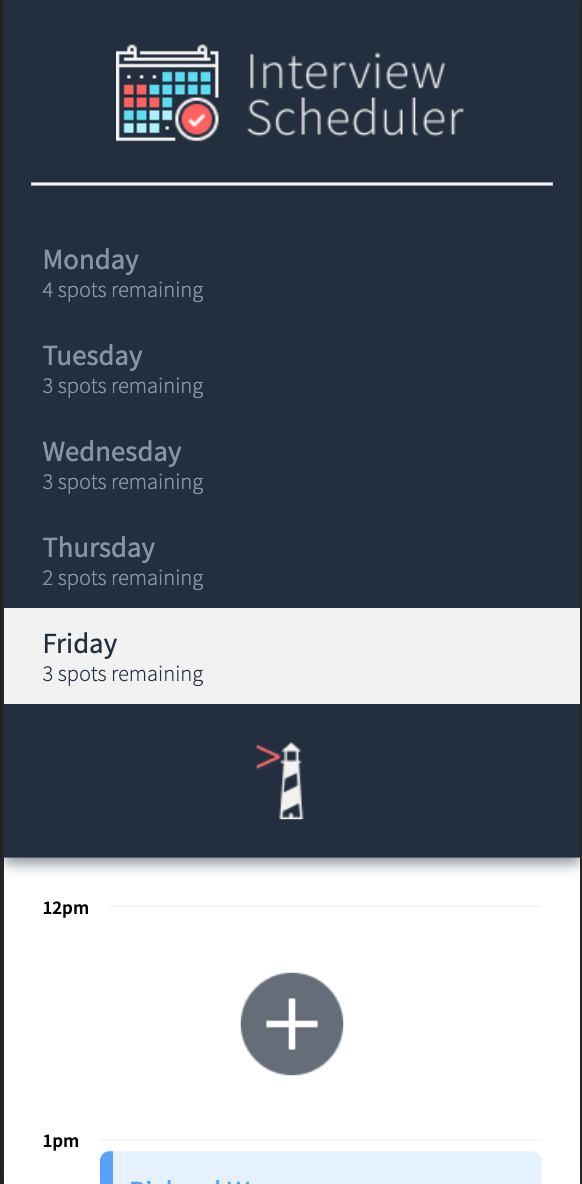 Interview
Scheduler
Monday
4 spots remaining
Tuesday
3 spots remaining
Wednesday
3 spots remaining
Thursday
2 spots remaining
Friday
3 spots remaining
12pm
1pm